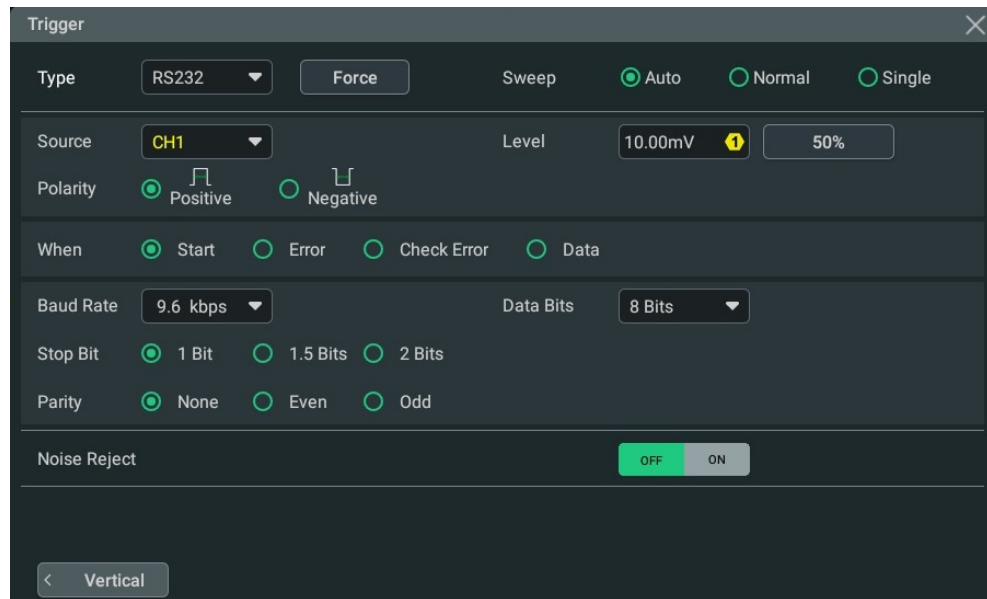 Trigger
Type RS232 Force Sweep Auto Normal Single
Source CH1 Level 10.00mV 1 50%
Polarity Positive Negative
When Start Error Check Error Data
Baud Rate 9.6 kbps Data Bits 8 Bits
Stop Bit 1 Bit 1.5 Bits 2 Bits
Parity None Even Odd
Noise Reject OFF ON
Vertical